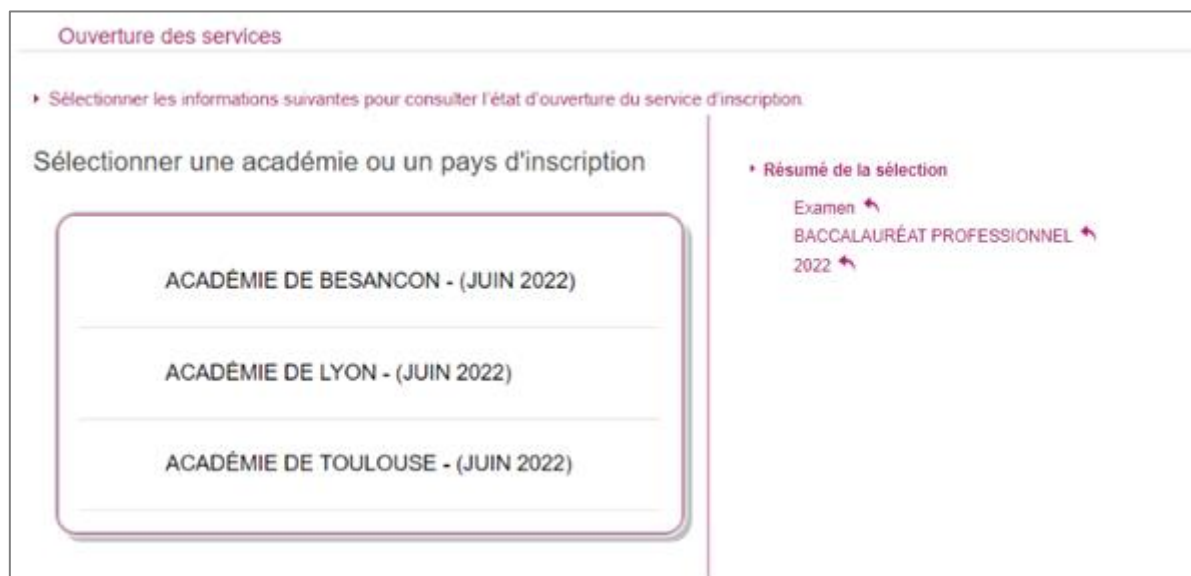 Ouverture des services
Sélectionner les informations suivantes pour consulter l'état d'ouverture du service d'inscription
Sélectionner une académie ou un pays d'inscription
ACADÉMIE DE BESANCON - (JUIN 2022)
ACADÉMIE DE LYON - (JUIN 2022)
ACADÉMIE DE TOULOUSE - (JUIN 2022)
Résumé de la sélection
Examen
BACCALAURÉAT PROFESSIONNEL
2022